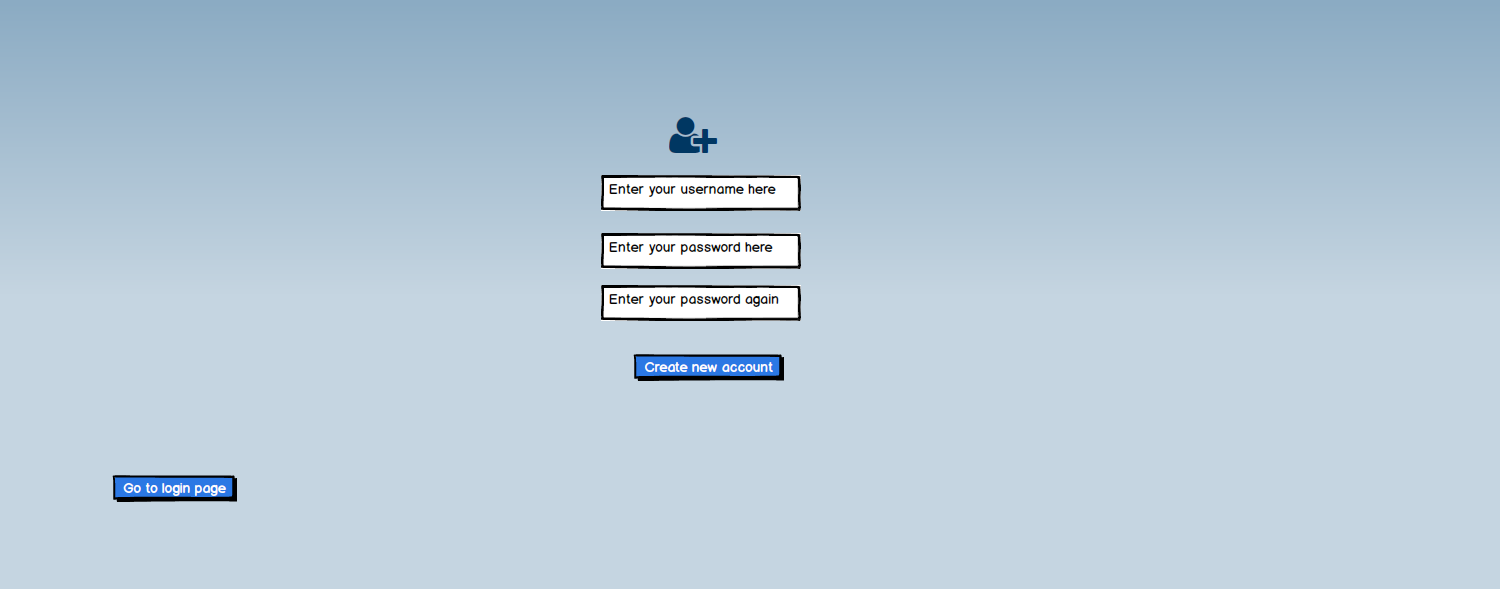 Enter your username here
Enter your password here
Enter your password again
Create new account
Go to login page